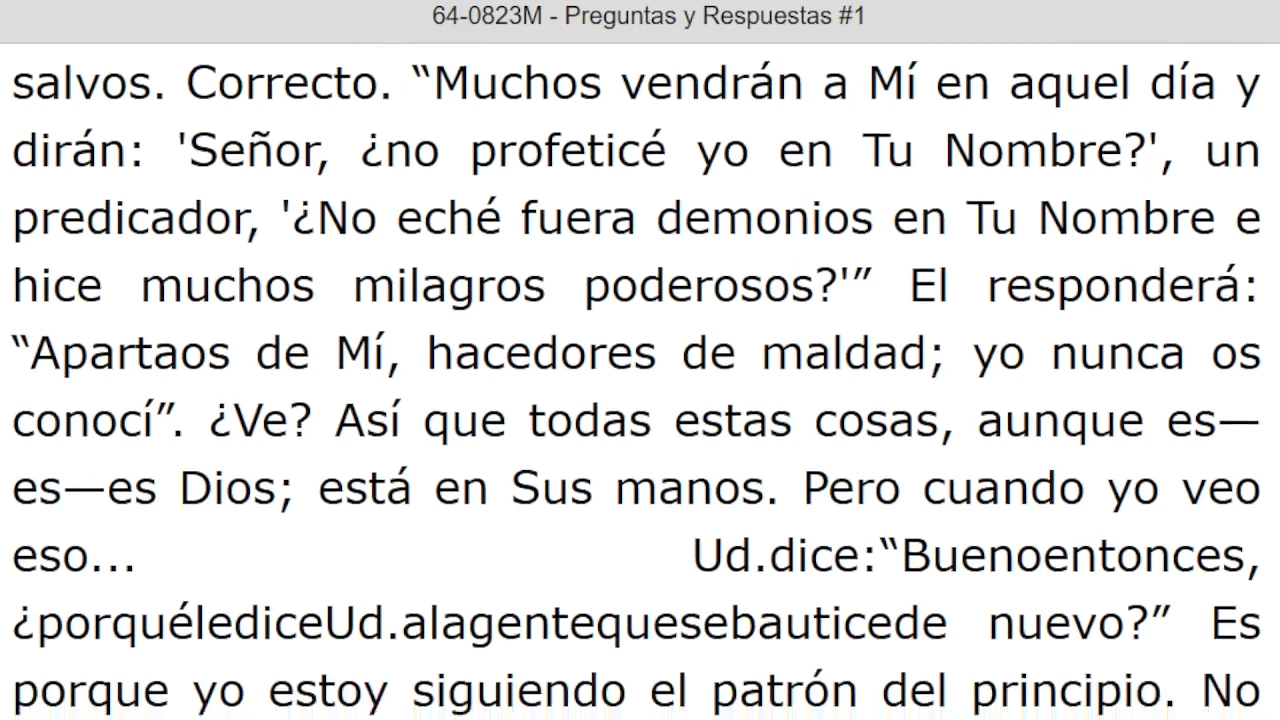 64-0823M - Preguntas y Respuestas #1
salvos. Correcto. “Muchos vendrán a Mí en aquel día y
dirán: 'Señor, ¿no profeticé yo en Tu Nombre?', un
predicador, '¿No eché fuera demonios en Tu Nombre e
hice muchos milagros poderosos?'” El responderá:
“Apartaos de Mí, hacedores de maldad; yo nunca os
conocí”. ¿Ve? Así que todas estas cosas, aunque es—
es—es Dios; está en Sus manos. Pero cuando yo veo
eso... Ud.dice:“Buenoentonces,
¿porquélediceUd.alagentequesebauticede nuevo?” Es
porque yo estoy siguiendo el patrón del principio. No